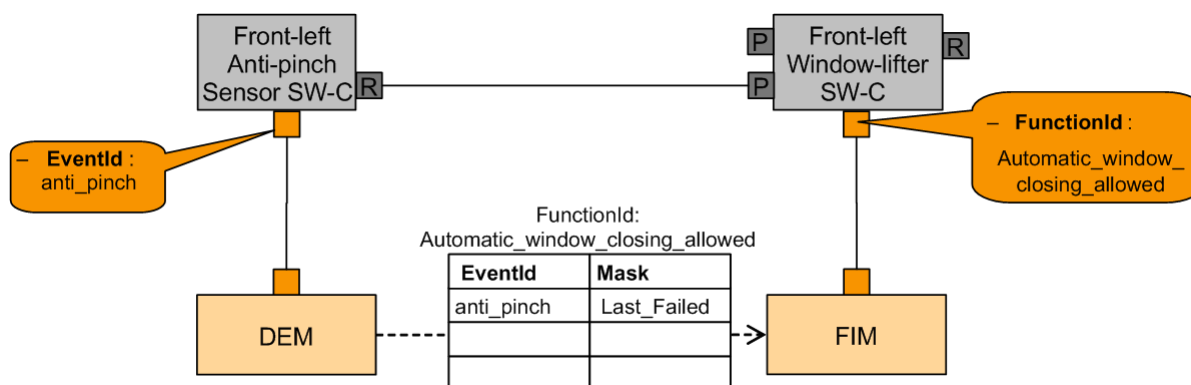 Front-left
Anti-pinch
Sensor SW-C
R
P
P
Front-left
Window-lifter
SW-C
R
– EventId :
anti_pinch
– FunctionId :
Automatic_window_
closing_allowed
FunctionId:
Automatic_window_closing_allowed
EventId Mask
anti_pinch Last_Failed
DEM
FIM